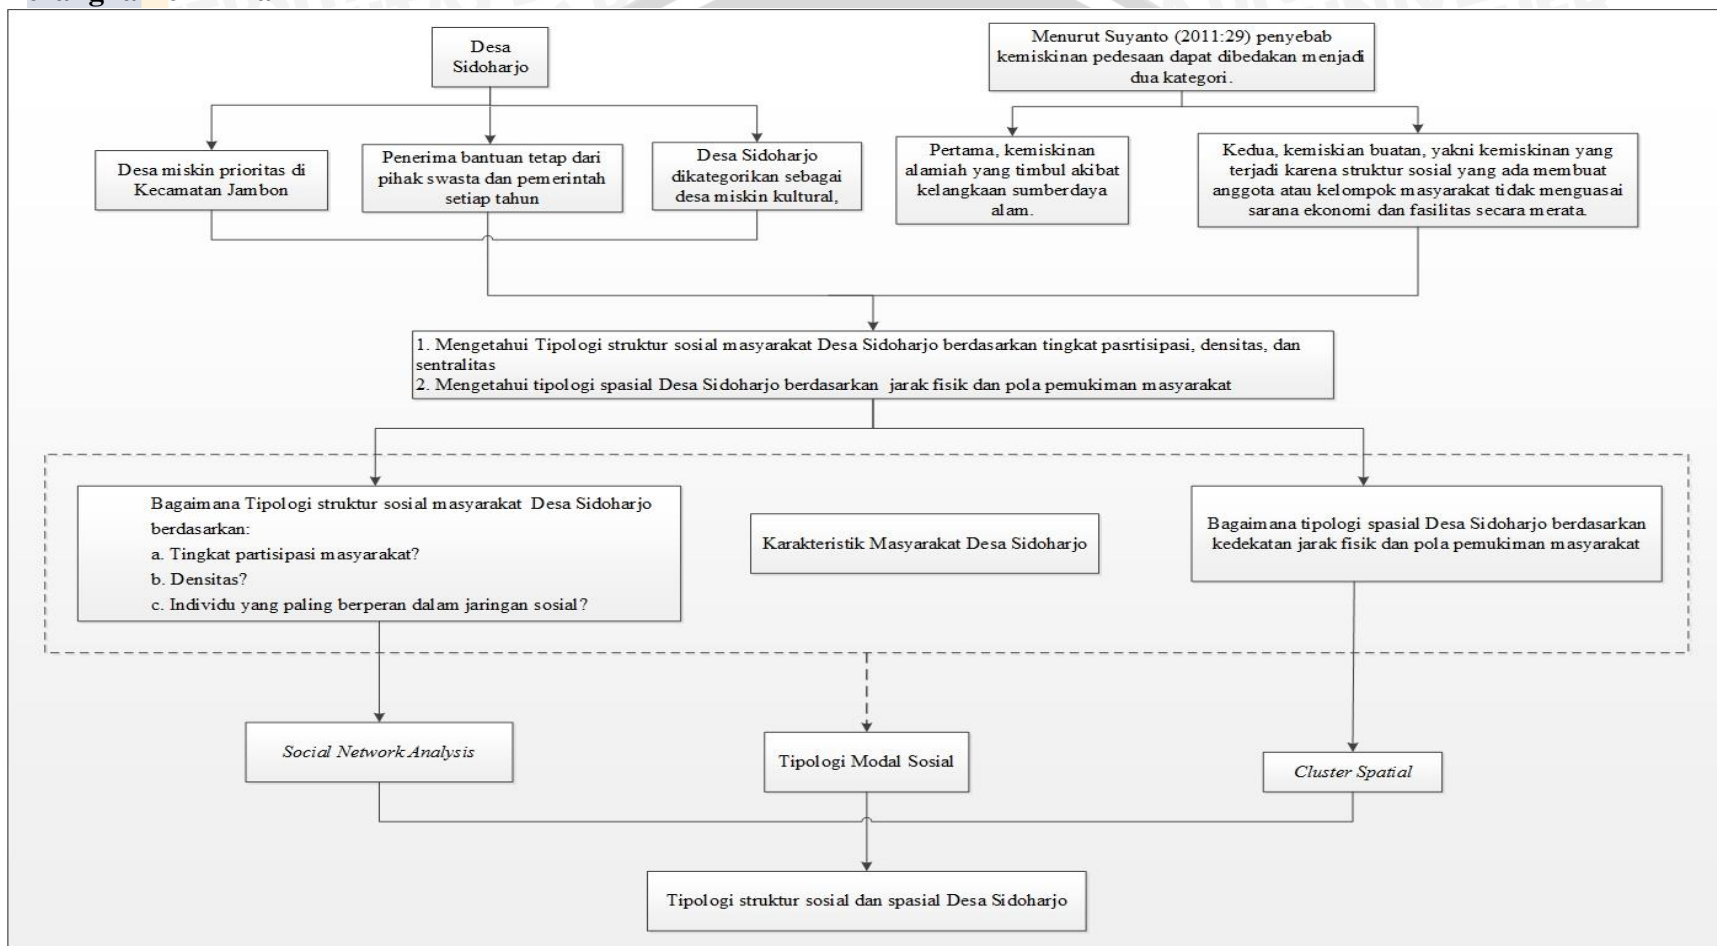 Desa
Sidoharjo
Menurut Suyanto (2011:29) penyebab
kemiskinan pedesaan dapat dibedakan menjadi
dua kategori.
Desa miskin prioritas di
Kecamatan Jambon
Penerima bantuan tetap dari
pihak swasta dan pemerintah
setiap tahun
Desa Sidoharjo
dikategorikan sebagai
desa miskin kultural,
Pertama, kemiskinan
alamiah yang timbul akibat
kelangkaan sumberdaya
alam.
Kedua, kemiskian buatan, yakni kemiskinan yang
terjadi karena struktur sosial yang ada membuat
anggota atau kelompok masyarakat tidak menguasai
sarana ekonomi dan fasilitas secara merata.
1. Mengetahui Tipologi struktur sosial masyarakat Desa Sidoharjo berdasarkan tingkat pasrtisipasi, densitas, dan
sentralitas
2. Mengetahui tipologi spasial Desa Sidoharjo berdasarkan jarak fisik dan pola pemukiman masyarakat
Bagaimana Tipologi struktur sosial masyarakat Desa Sidoharjo
berdasarkan:
a. Tingkat partisipasi masyarakat?
b. Densitas?
c. Individu yang paling berperan dalam jaringan sosial?
Karakteristik Masyarakat Desa Sidoharjo
Bagaimana tipologi spasial Desa Sidoharjo berdasarkan
kedekatan jarak fisik dan pola pemukiman masyarakat
Social Network Analysis
Tipologi Modal Sosial
Cluster Spatial
Tipologi struktur sosial dan spasial Desa Sidoharjo